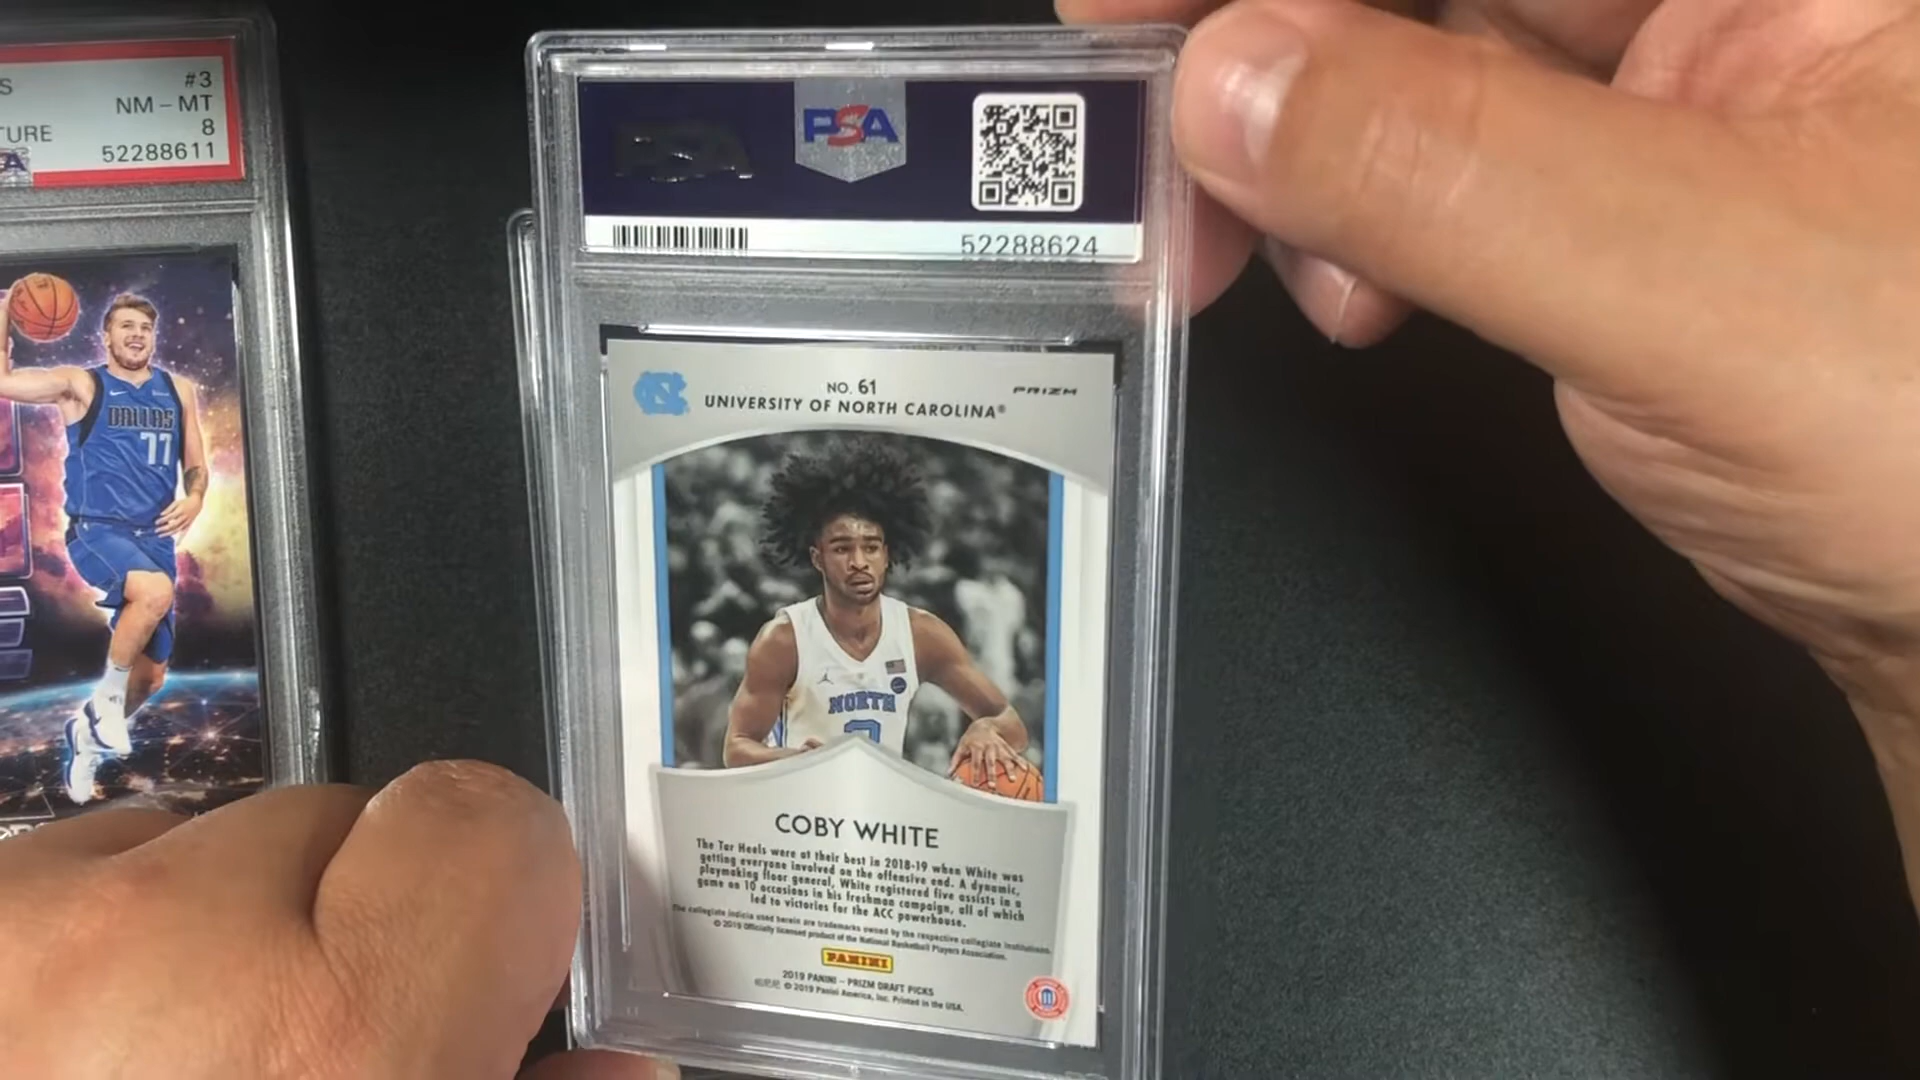 #3
NM - MT
8
TURE
52288611
DALLAS
77
PSA
52288624
NO. 61
UNIVERSITY OF NORTH CAROLINA®
PRIZM
NORTH
COBY WHITE
The Tar Heels were at their best in 2018-19 when White was
getting everyone involved on the offensive end. A dynamic,
playmaking floor general, White registered five assists in a
game on 10 occasions in his freshman campaign, all of which
led to victories for the ACC powerhouse.
The collegiate indicia used herein are trademarks owned by the respective collegiate institutions.
© 2019 Officially licensed product of the National Basketball Players Association.
PANINI
2019 PANINI – PRIZM DRAFT PICKS
© 2019 Panini America, Inc. Printed in the USA.